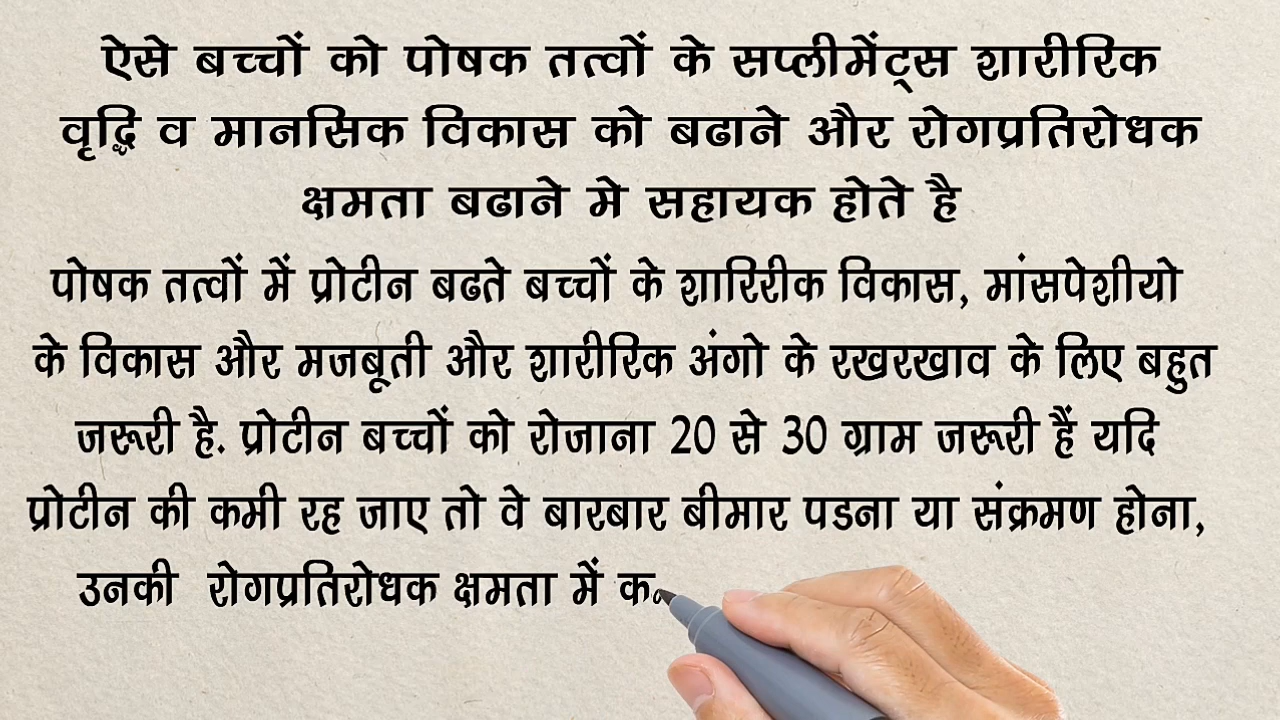 ऐसे बच्चों को पोषक तत्वों के सप्लीमेंट्स शारीरिक
वृद्धि व मानसिक विकास को बढाने और रोगप्रतिरोधक
क्षमता बढाने मे सहायक होते है
पोषक तत्वों में प्रोटीन बढते बच्चों के शारिरीक विकास, मांसपेशीयो
के विकास और मजबूती और शारीरिक अंगो के रखरखाव के लिए बहुत
जरूरी है. प्रोटीन बच्चों को रोजाना 20 से 30 ग्राम जरूरी हैं यदि
प्रोटीन की कमी रह जाए तो वे बारबार बीमार पडना या संक्रमण होना,
उनकी रोगप्रतिरोधक क्षमता में